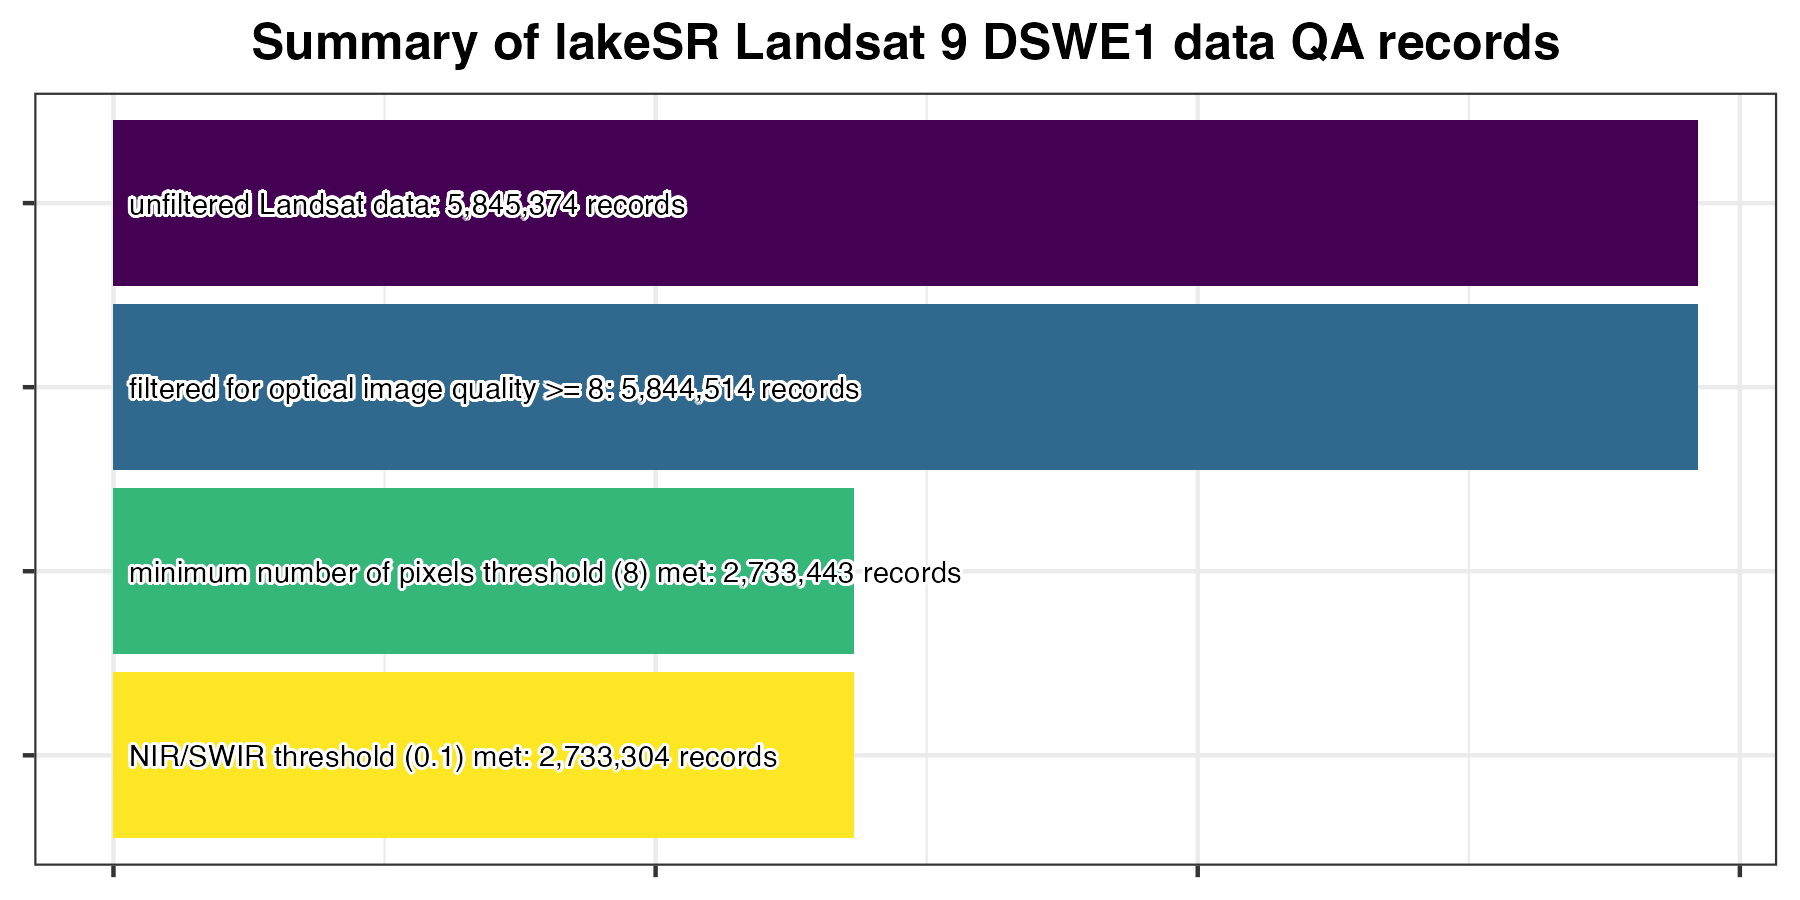 Summary of lakeSR Landsat 9 DSWE1 data QA records
unfiltered Landsat data: 5,845,374 records
filtered for optical image quality >= 8: 5,844,514 records
minimum number of pixels threshold (8) met: 2,733,443 records
NIR/SWIR threshold (0.1) met: 2,733,304 records